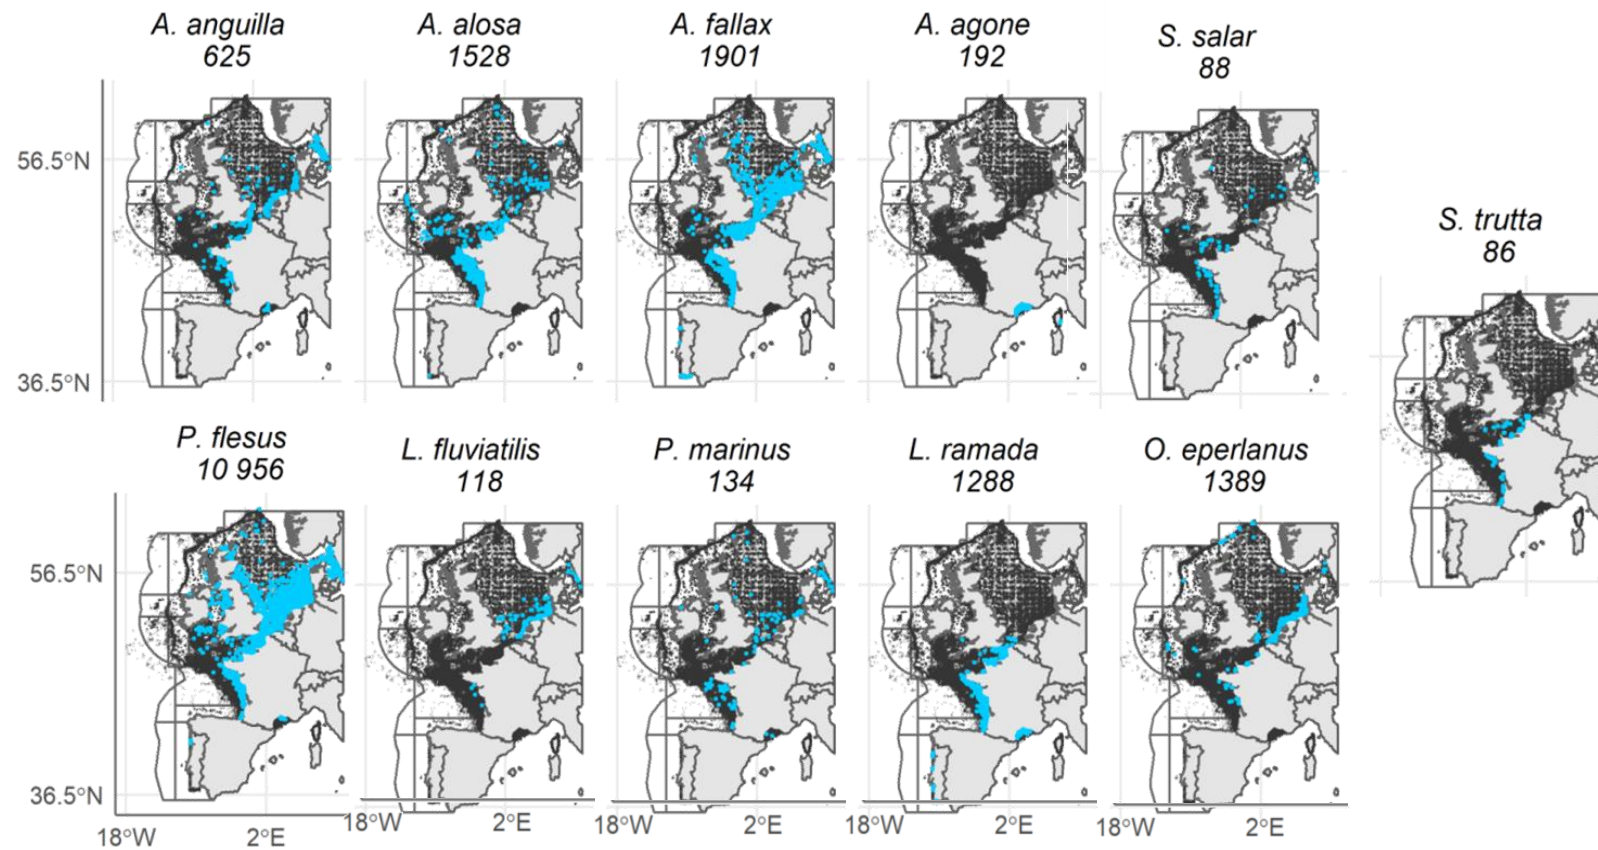 A. anguilla
625
A. alosa
1528
A. fallax
1901
A. agone
192
S. salar
88
S. trutta
86
56.5°N
36.5°N
P. flesus
10 956
L. fluviatilis
118
P. marinus
134
L. ramada
1288
O. eperlanus
1389
56.5°N
36.5°N
18°W
2°E
18°W
2°E
18°W
2°E
18°W
2°E
18°W
2°E